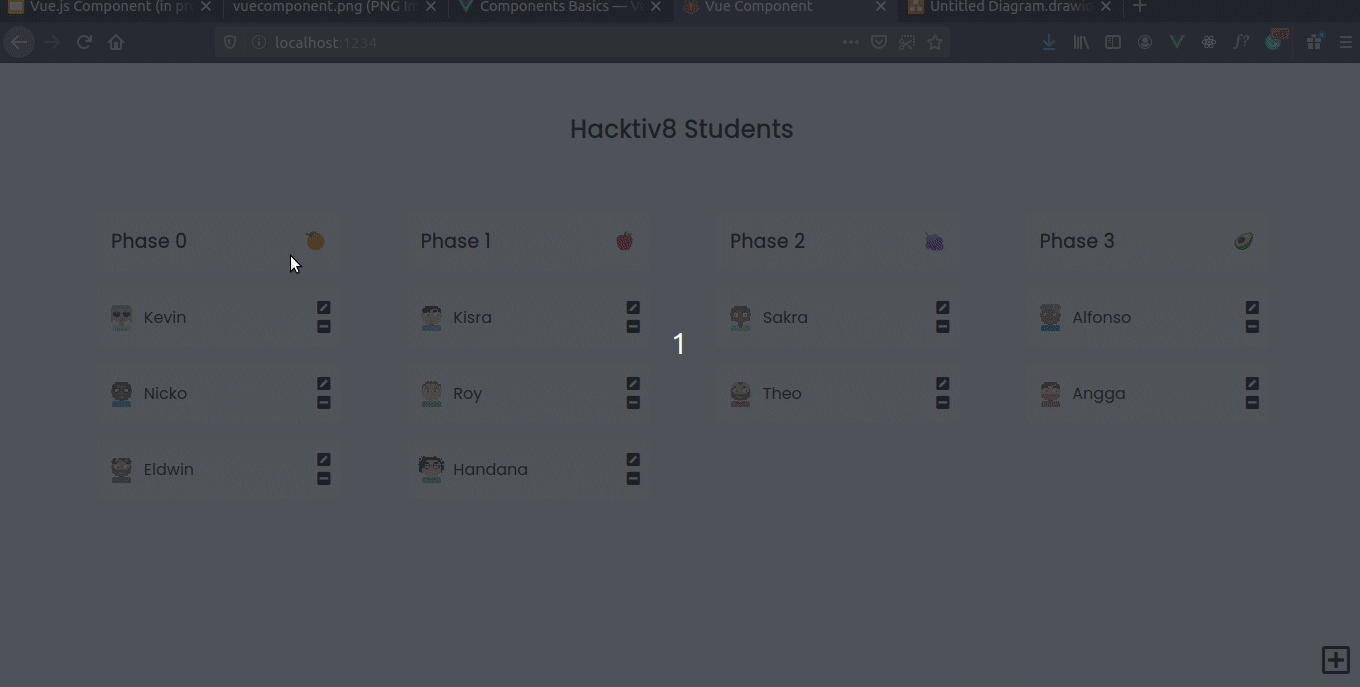 Vue.js Component (in pr
vuecomponent.png (PNG Im
Components Basics — V
Vue Component
Untitled Diagram.drawio
localhost:1234
Hacktiv8 Students
Phase 0
Phase 1
Phase 2
Phase 3
Kevin
Kisra
Sakra
Alfonso
1
Nicko
Roy
Theo
Angga
Eldwin
Handana